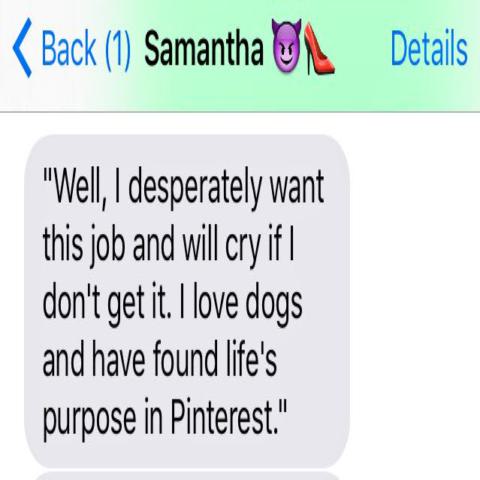 Back (1) Samantha 😈👠 Details
"Well, I desperately want
this job and will cry if I
don't get it. I love dogs
and have found life's
purpose in Pinterest."